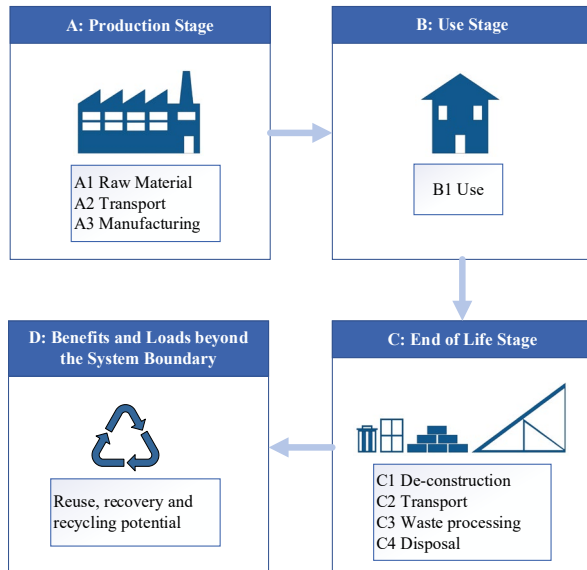 A: Production Stage
A1 Raw Material
A2 Transport
A3 Manufacturing
B: Use Stage
B1 Use
C: End of Life Stage
C1 De-construction
C2 Transport
C3 Waste processing
C4 Disposal
D: Benefits and Loads beyond
the System Boundary
Reuse, recovery and
recycling potential